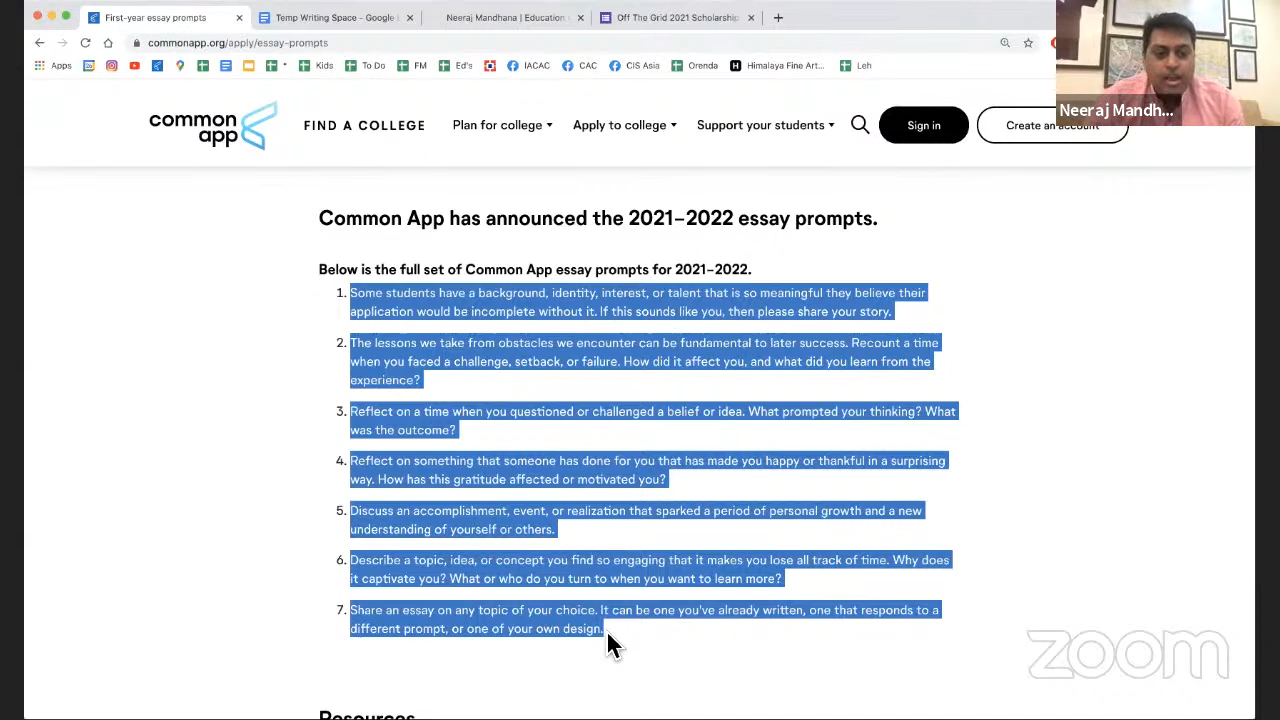 First-year essay prompts
Temp Writing Space - Google
Neeraj Mandhana | Education
Off The Grid 2021 Scholarship
commonapp.org/apply/essay-prompts
Apps
Kids
To Do
FM
Ed's
IACAC
CAC
CIS Asia
Orenda
Himalaya Fine Art...
Leh
Neeraj Mandh...
common app
FIND A COLLEGE
Plan for college
Apply to college
Support your students
Sign in
Create an account
Common App has announced the 2021–2022 essay prompts.
Below is the full set of Common App essay prompts for 2021–2022.
1. Some students have a background, identity, interest, or talent that is so meaningful they believe their
application would be incomplete without it. If this sounds like you, then please share your story.
2. The lessons we take from obstacles we encounter can be fundamental to later success. Recount a time
when you faced a challenge, setback, or failure. How did it affect you, and what did you learn from the
experience?
3. Reflect on a time when you questioned or challenged a belief or idea. What prompted your thinking? What
was the outcome?
4. Reflect on something that someone has done for you that has made you happy or thankful in a surprising
way. How has this gratitude affected or motivated you?
5. Discuss an accomplishment, event, or realization that sparked a period of personal growth and a new
understanding of yourself or others.
6. Describe a topic, idea, or concept you find so engaging that it makes you lose all track of time. Why does
it captivate you? What or who do you turn to when you want to learn more?
7. Share an essay on any topic of your choice. It can be one you've already written, one that responds to a
different prompt, or one of your own design.
zoom
Resources